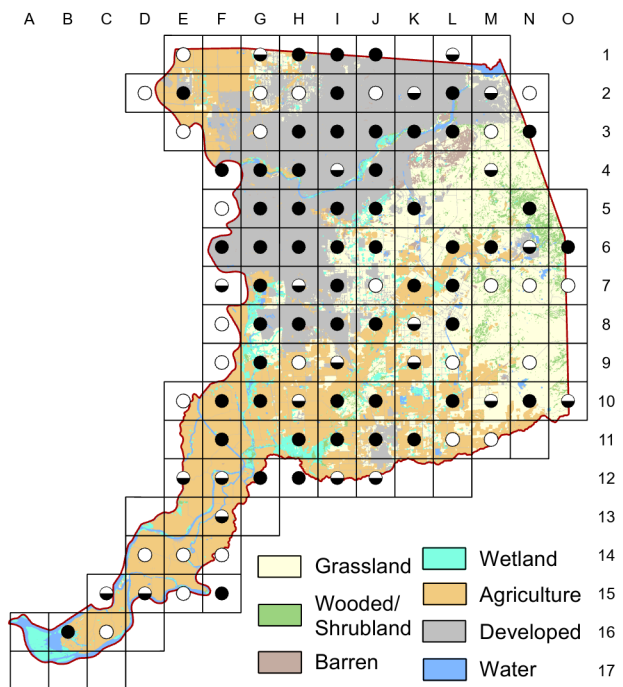 A B C D E F G H I J K L M N O
1
2
3
4
5
6
7
8
9
10
11
12
13
14
15
16
17
Grassland
Wooded/
Shrubland
Barren
Wetland
Agriculture
Developed
Water